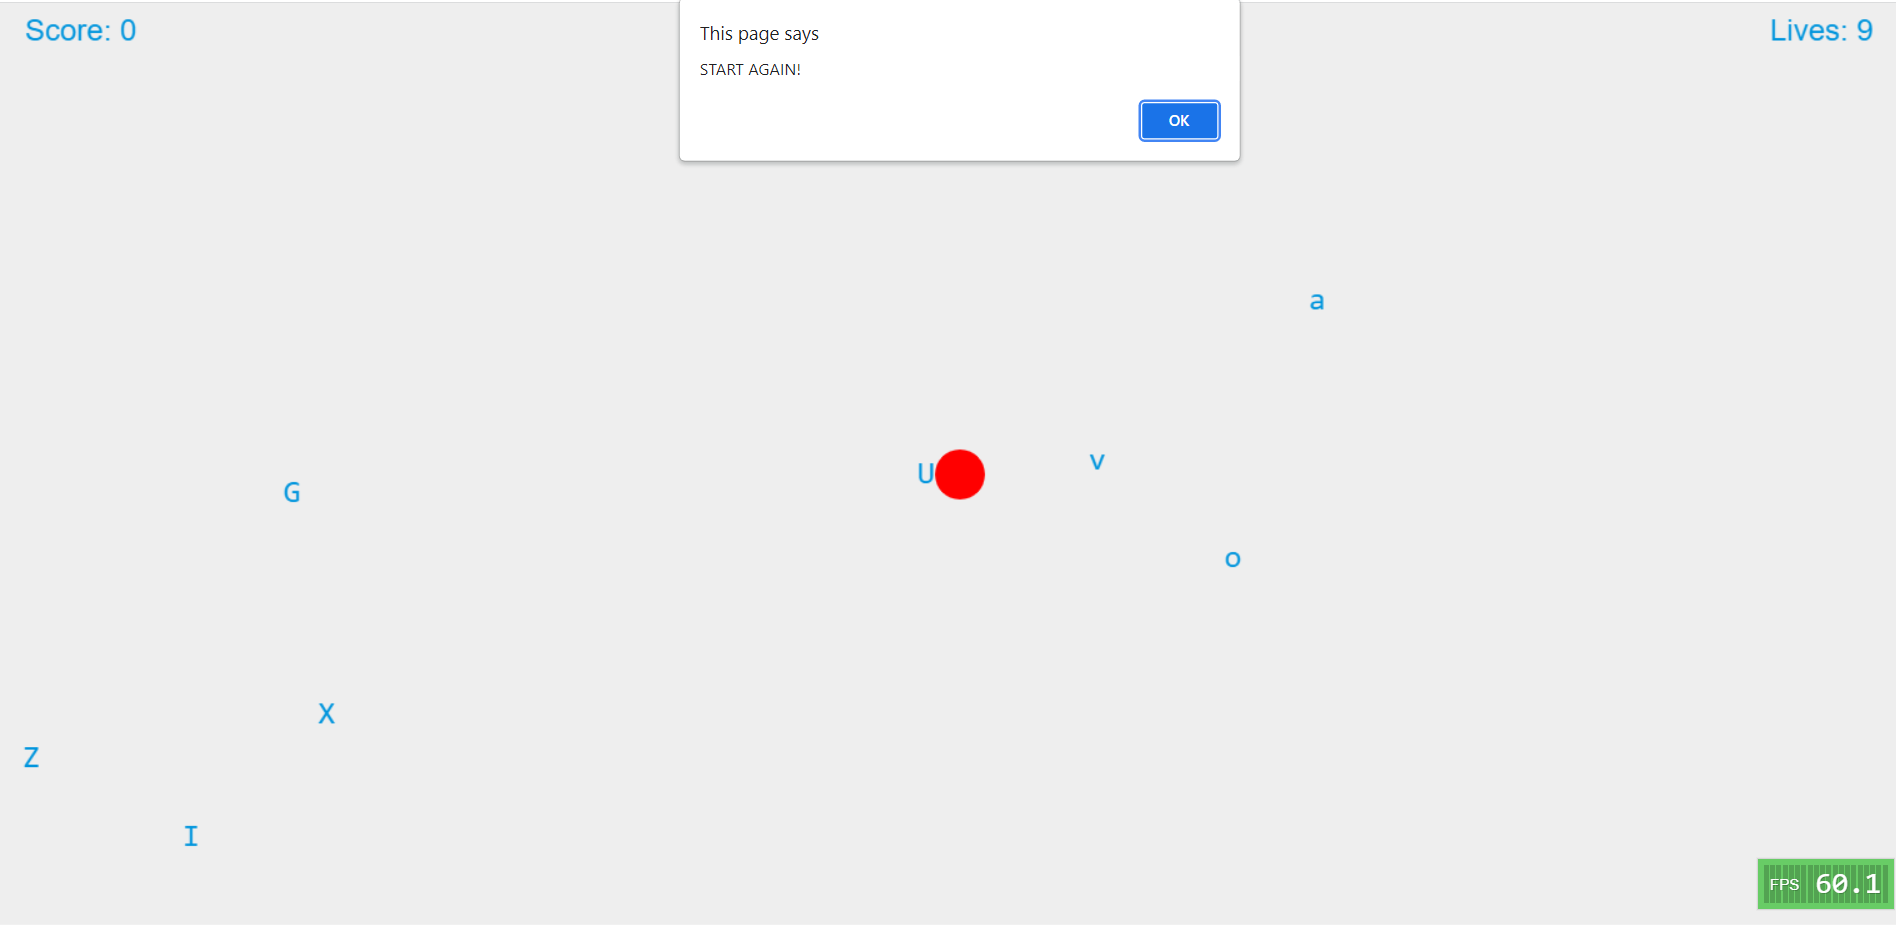 Score: 0
This page says
Lives: 9
START AGAIN!
OK
a
v
U
G
o
X
Z
I
FPS 60.1